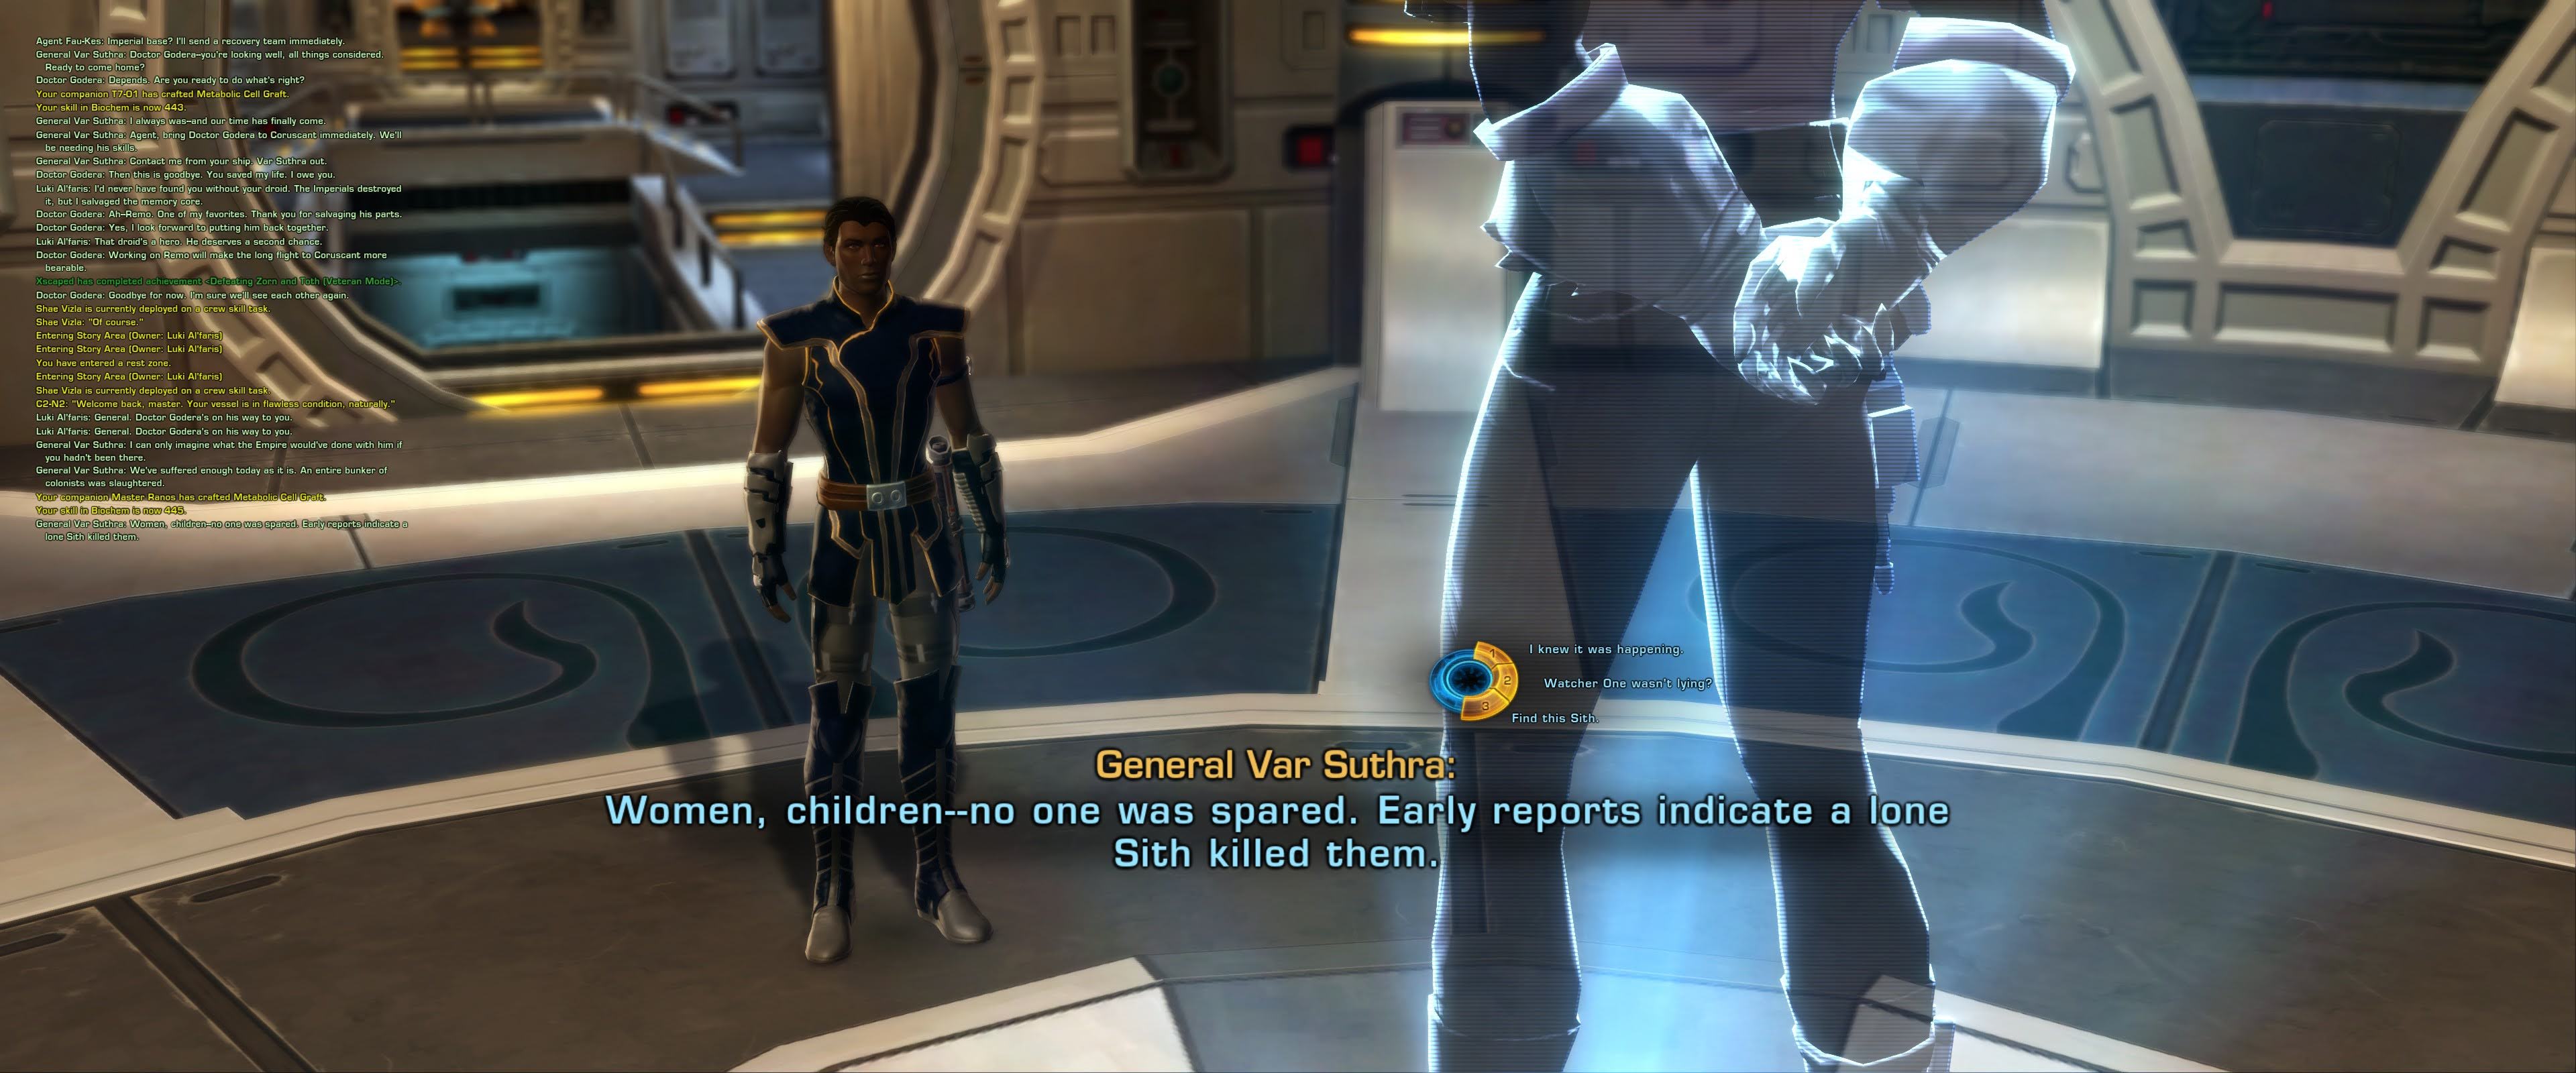 Agent Fau-Kes: Imperial base? I'll send a recovery team immediately.
General Var Suthra: Doctor Godera--you're looking well, all things considered.
Ready to come home?
Doctor Godera: Depends. Are you ready to do what's right?
Your companion T7-O1 has crafted Metabolic Cell Graft.
Your skill in Biochem is now 443.
General Var Suthra: I always was--and our time has finally come.
General Var Suthra: Agent, bring Doctor Godera to Coruscant immediately. We'll
be needing his skills.
General Var Suthra: Contact me from your ship. Var Suthra out.
Doctor Godera: Then this is goodbye. You saved my life. I owe you.
Luki Al'faris: I'd never have found you without your droid. The Imperials destroyed
it, but I salvaged the memory core.
Doctor Godera: Ah--Remo. One of my favorites. Thank you for salvaging his parts.
Doctor Godera: Yes, I look forward to putting him back together.
Luki Al'faris: That droid's a hero. He deserves a second chance.
Doctor Godera: Working on Remo will make the long flight to Coruscant more
bearable.
Xscaped has completed achievement <Defeating Zorn and Toth (Veteran Mode)>.
Doctor Godera: Goodbye for now. I'm sure we'll see each other again.
Shae Vizla is currently deployed on a crew skill task.
Shae Vizla: "Of course."
Entering Story Area (Owner: Luki Al'faris)
Entering Story Area (Owner: Luki Al'faris)
You have entered a rest zone.
Entering Story Area (Owner: Luki Al'faris)
Shae Vizla is currently deployed on a crew skill task.
C2-N2: "Welcome back, master. Your vessel is in flawless condition, naturally."
Luki Al'faris: General. Doctor Godera's on his way to you.
Luki Al'faris: General. Doctor Godera's on his way to you.
General Var Suthra: I can only imagine what the Empire would've done with him if
you hadn't been there.
General Var Suthra: We've suffered enough today as it is. An entire bunker of
colonists was slaughtered.
Your companion Master Ranos has crafted Metabolic Cell Graft.
Your skill in Biochem is now 445.
General Var Suthra: Women, children--no one was spared. Early reports indicate a
lone Sith killed them.
1 I knew it was happening.
2 Watcher One wasn't lying?
3 Find this Sith.
General Var Suthra:
Women, children--no one was spared. Early reports indicate a lone
Sith killed them.